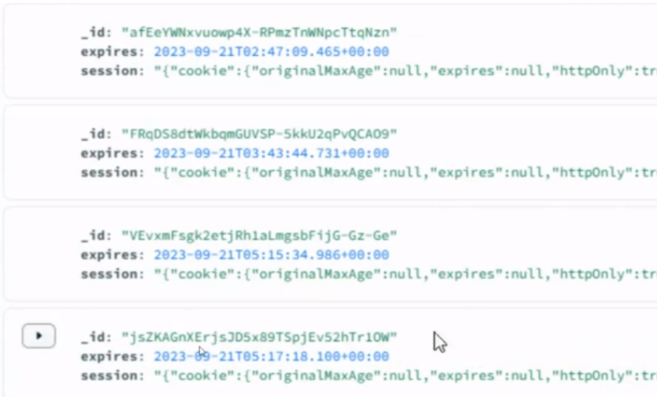 _id: "afEeYWNxvuowp4X-RPmzTnWNpcTtqNzn"
expires: 2023-09-21T02:47:09.465+00:00
session: "{"cookie":{"originalMaxAge":null,"expires":null,"httpOnly":tr
_id: "FRqDS8dtWkbqmGUVSP-5kkU2qPvQCAO9"
expires: 2023-09-21T03:43:44.731+00:00
session: "{"cookie":{"originalMaxAge":null,"expires":null,"httpOnly":tr
_id: "VEvxmFsgk2etjRh1aLmgsbFijG-Gz-Ge"
expires: 2023-09-21T05:15:34.986+00:00
session: "{"cookie":{"originalMaxAge":null,"expires":null,"httpOnly":tr
_id: "jsZKAGnXErjsJD5x89TSpjEv52hTr1OW"
expires: 2023-09-21T05:17:18.100+00:00
session: "{"cookie":{"originalMaxAge":null,"expires":null,"httpOnly":tr